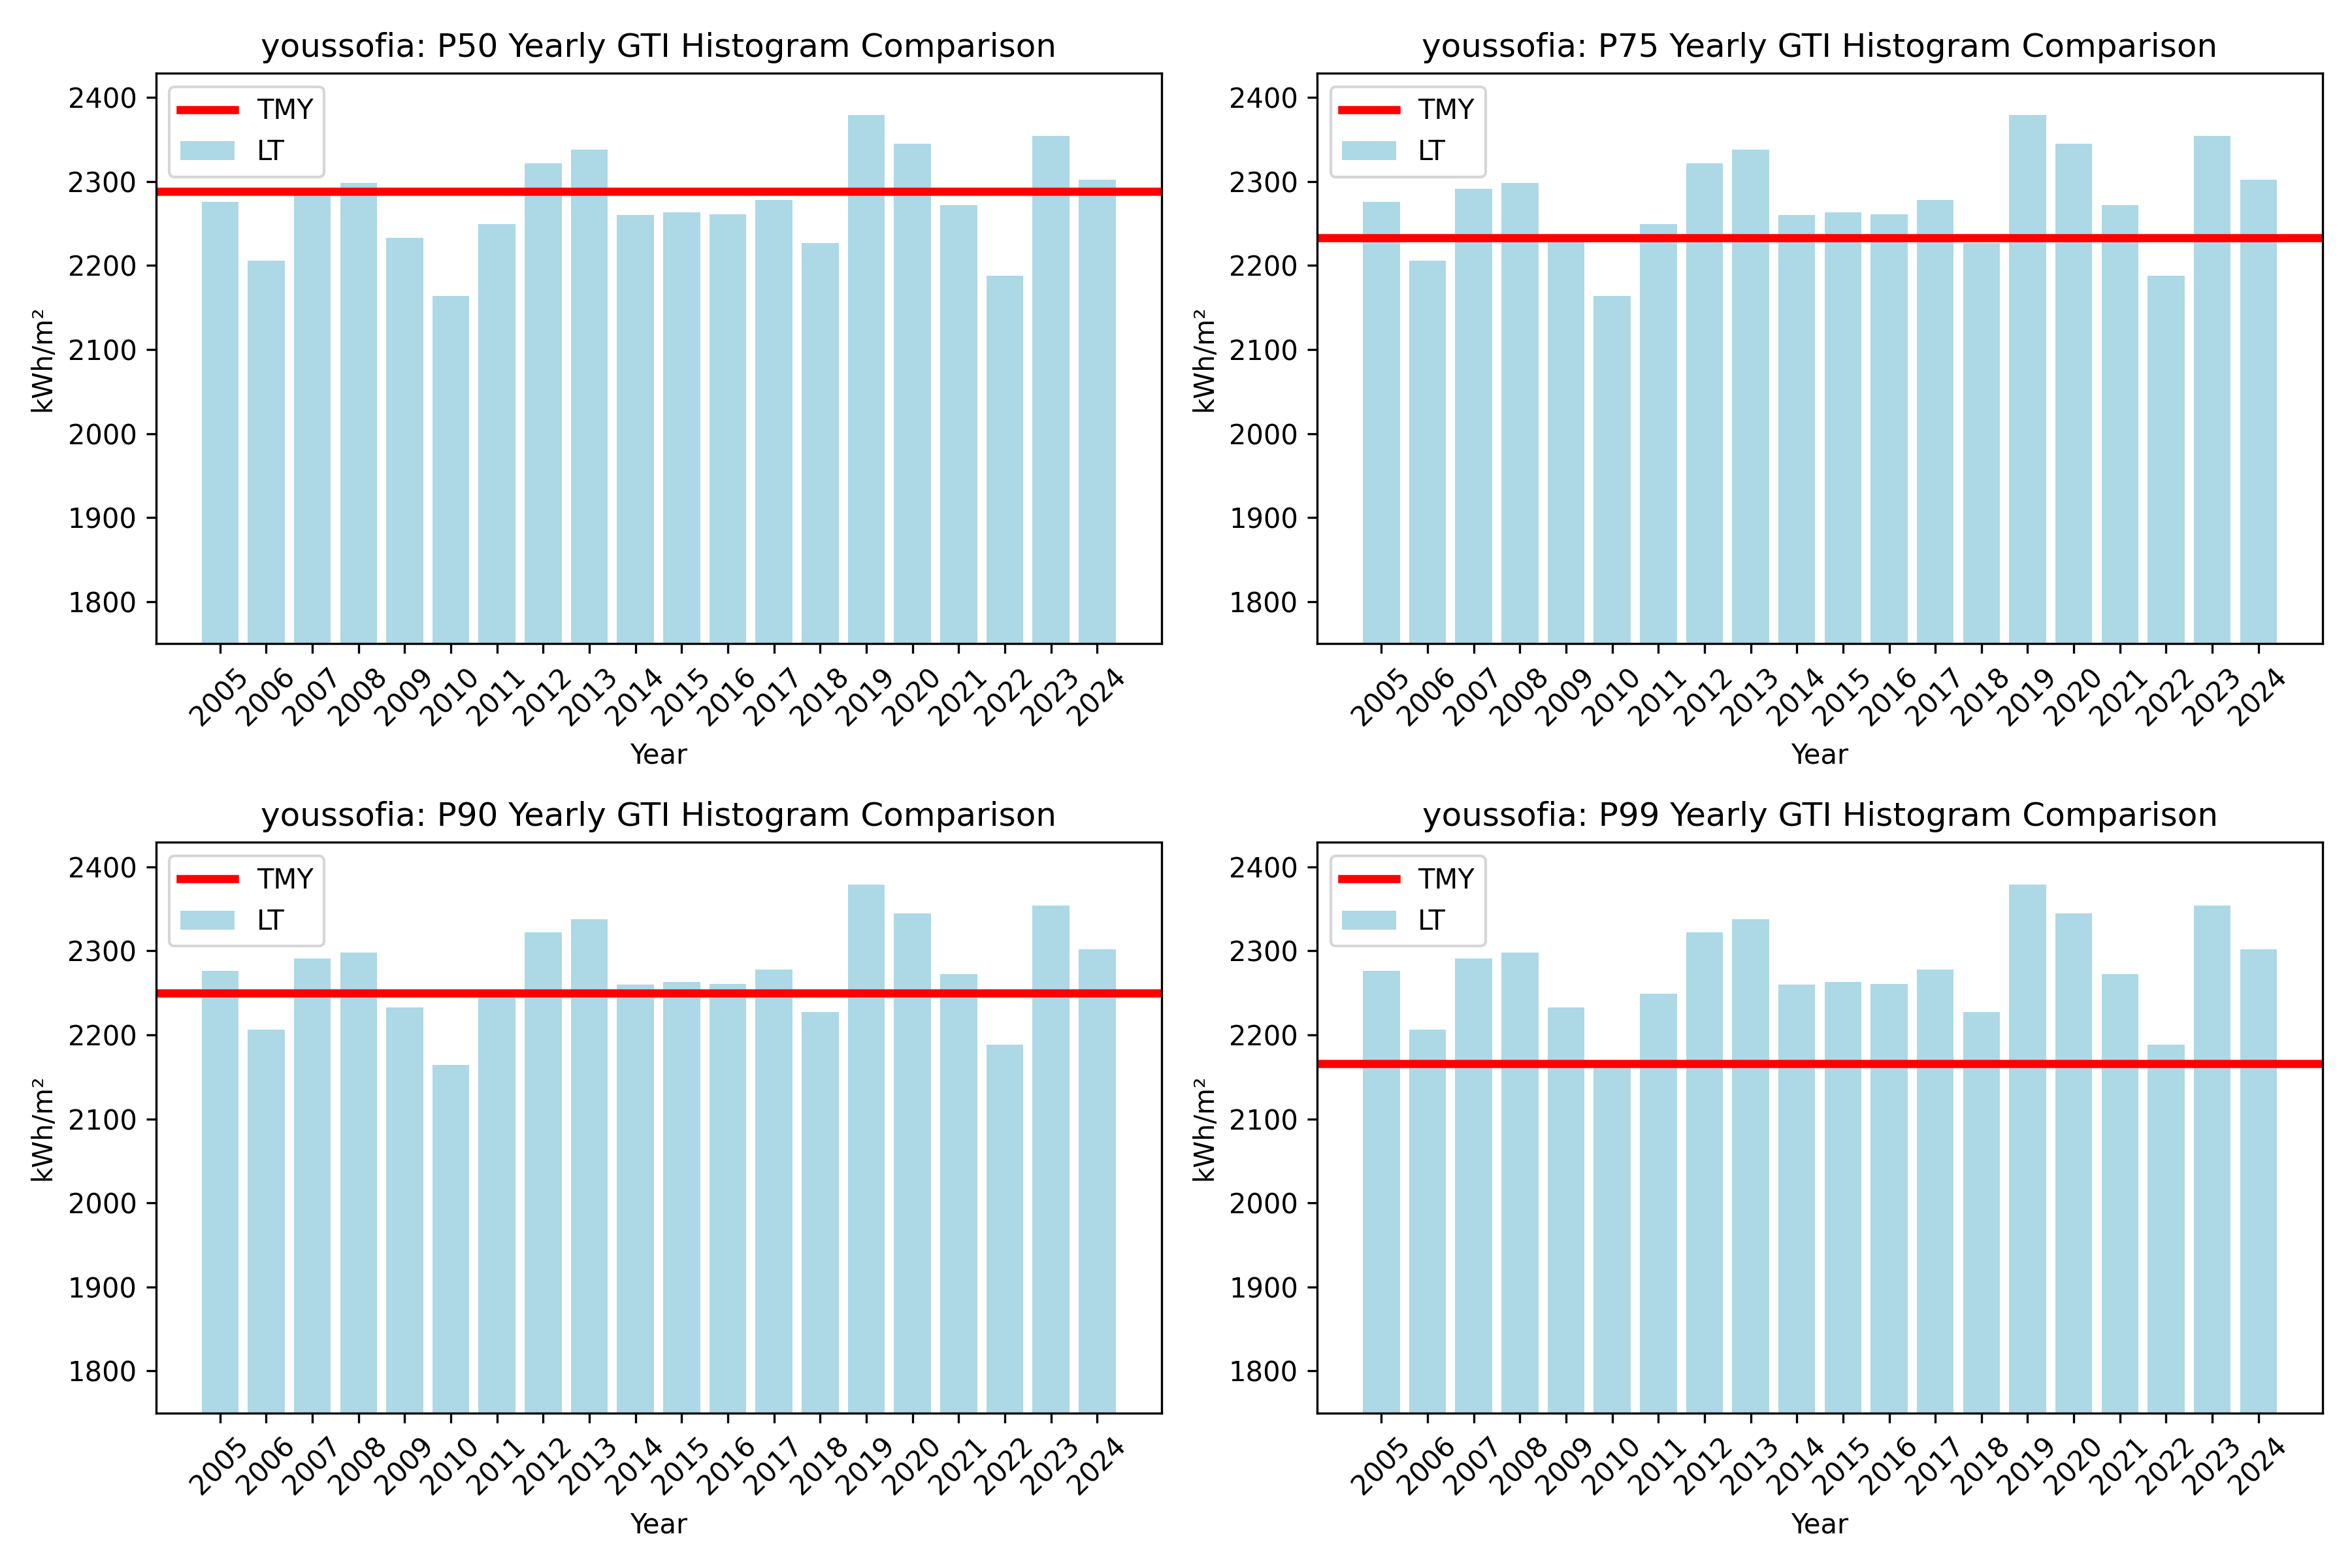 youssofia: P50 Yearly GTI Histogram Comparison
TMY
LT
kWh/m²
2400
2300
2200
2100
2000
1900
1800
2005 2006 2007 2008 2009 2010 2011 2012 2013 2014 2015 2016 2017 2018 2019 2020 2021 2022 2023 2024
Year
youssofia: P75 Yearly GTI Histogram Comparison
TMY
LT
kWh/m²
2400
2300
2200
2100
2000
1900
1800
2005 2006 2007 2008 2009 2010 2011 2012 2013 2014 2015 2016 2017 2018 2019 2020 2021 2022 2023 2024
Year
youssofia: P90 Yearly GTI Histogram Comparison
TMY
LT
kWh/m²
2400
2300
2200
2100
2000
1900
1800
2005 2006 2007 2008 2009 2010 2011 2012 2013 2014 2015 2016 2017 2018 2019 2020 2021 2022 2023 2024
Year
youssofia: P99 Yearly GTI Histogram Comparison
TMY
LT
kWh/m²
2400
2300
2200
2100
2000
1900
1800
2005 2006 2007 2008 2009 2010 2011 2012 2013 2014 2015 2016 2017 2018 2019 2020 2021 2022 2023 2024
Year